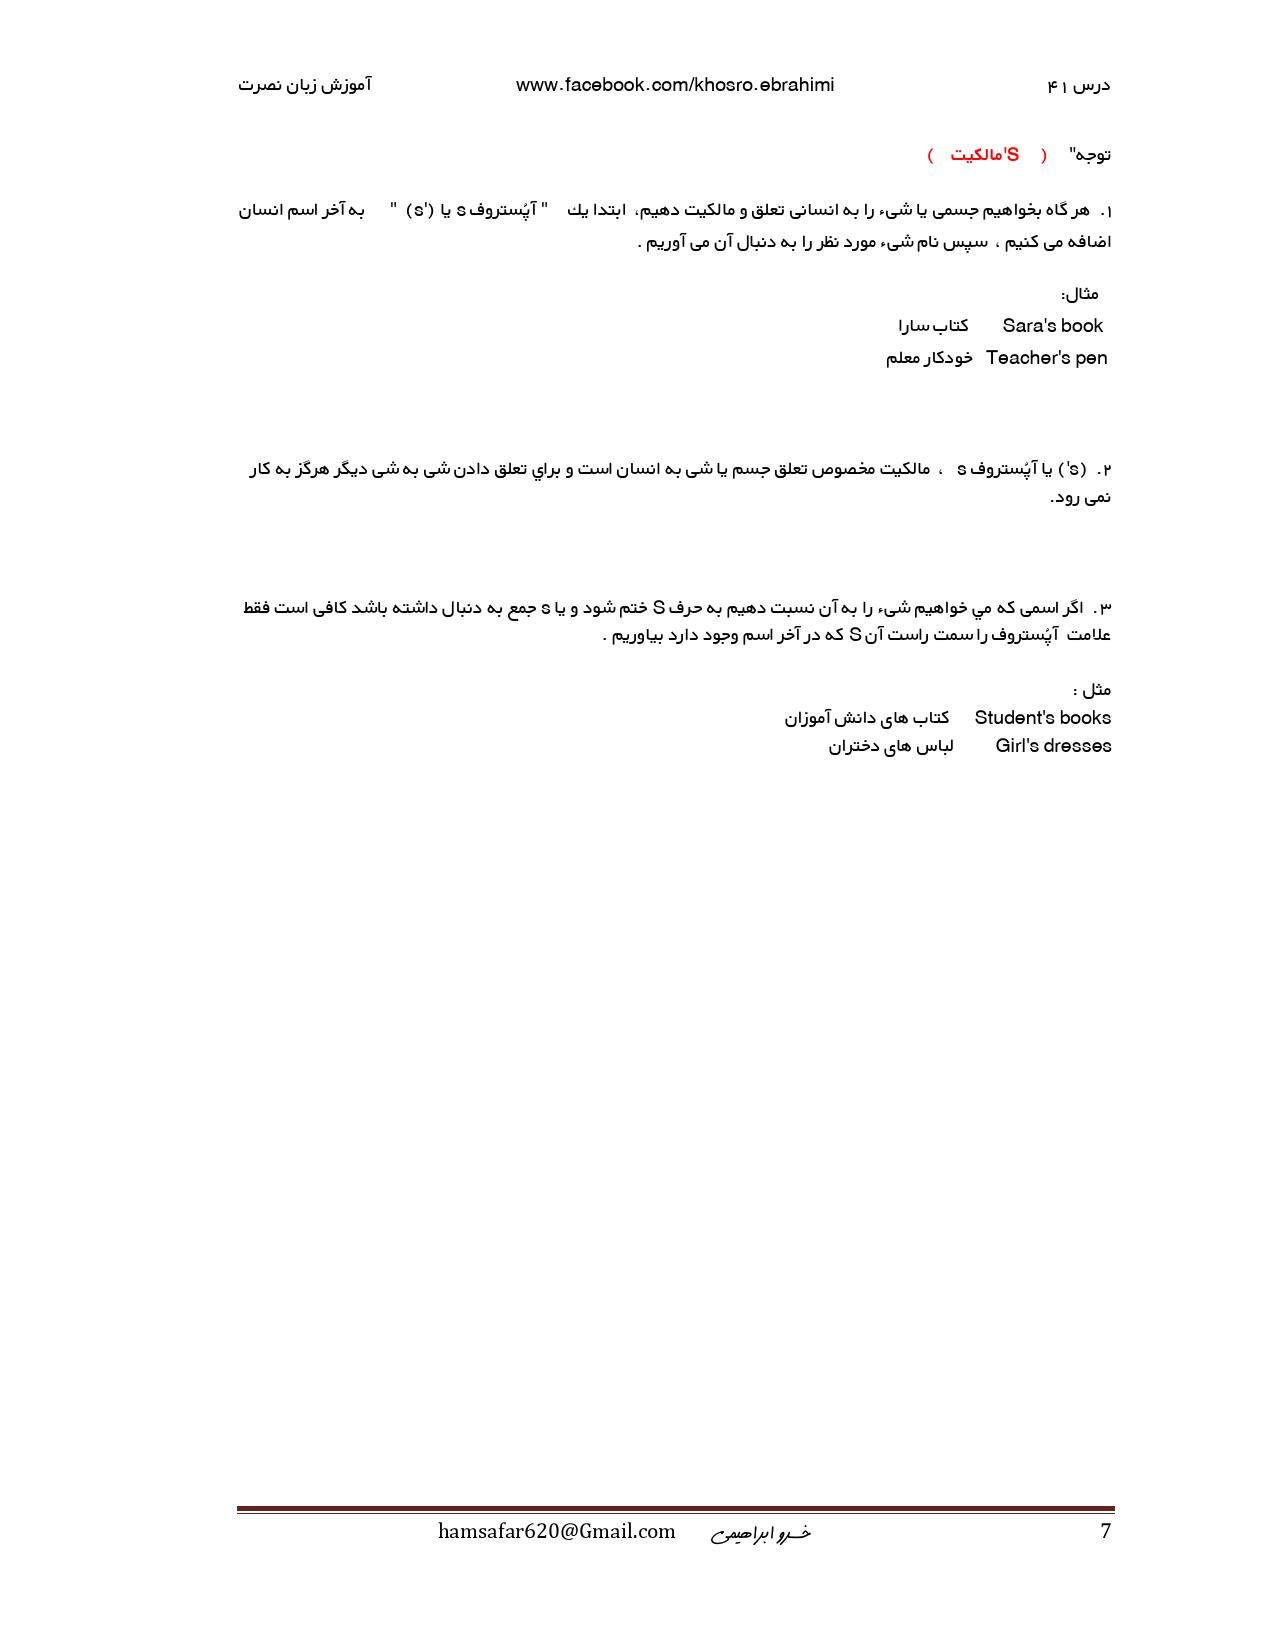 درس ۴۱ www.facebook.com/khosro.ebrahimi آموزش زبان نصرت
توجه" ( S'مالکیت )
۱. هر گاه بخواهیم جسمی یا شیء را به انسانی تعلق و مالکیت دهیم، ابتدا يك " آپُستروف s یا (s') " به آخر اسم انسان
اضافه می کنیم ، سپس نام شیء مورد نظر را به دنبال آن می آوریم .
مثال:
Sara's book کتاب سارا
Teacher's pen خودکار معلم
۲. (s') یا آپُستروف s ، مالکیت مخصوص تعلق جسم یا شی به انسان است و براي تعلق دادن شی به شی دیگر هرگز به کار
نمی رود.
۳. اگر اسمی که مي خواهیم شیء را به آن نسبت دهیم به حرف S ختم شود و یا s جمع به دنبال داشته باشد کافی است فقط
علامت آپُستروف را سمت راست آن S که در آخر اسم وجود دارد بیاوریم .
مثل :
Student's books کتاب های دانش آموزان
Girl's dresses لباس های دختران
7 خسرو ابراهیمی hamsafar620@Gmail.com